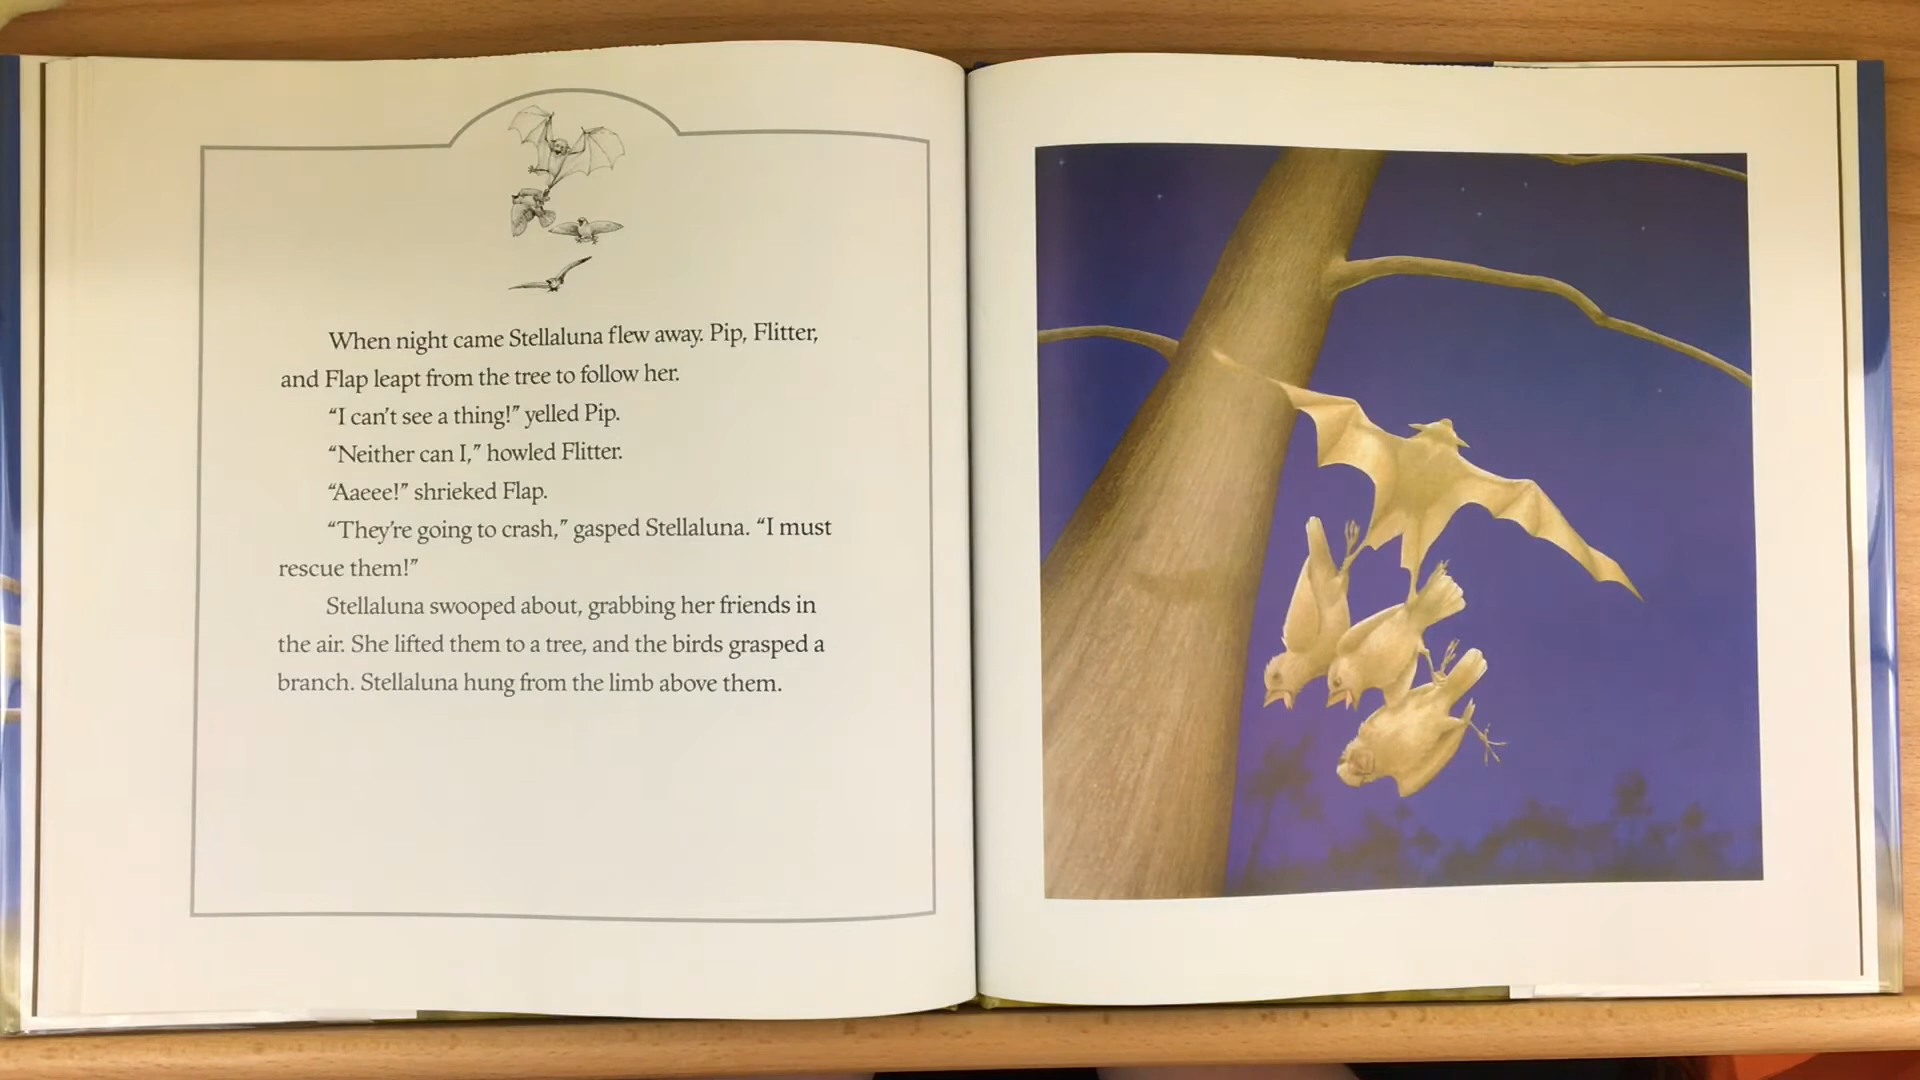 When night came Stellaluna flew away. Pip, Flitter,
and Flap leapt from the tree to follow her.
“I can’t see a thing!” yelled Pip.
“Neither can I,” howled Flitter.
“Aaeee!” shrieked Flap.
“They’re going to crash,” gasped Stellaluna. “I must
rescue them!”
Stellaluna swooped about, grabbing her friends in
the air. She lifted them to a tree, and the birds grasped a
branch. Stellaluna hung from the limb above them.